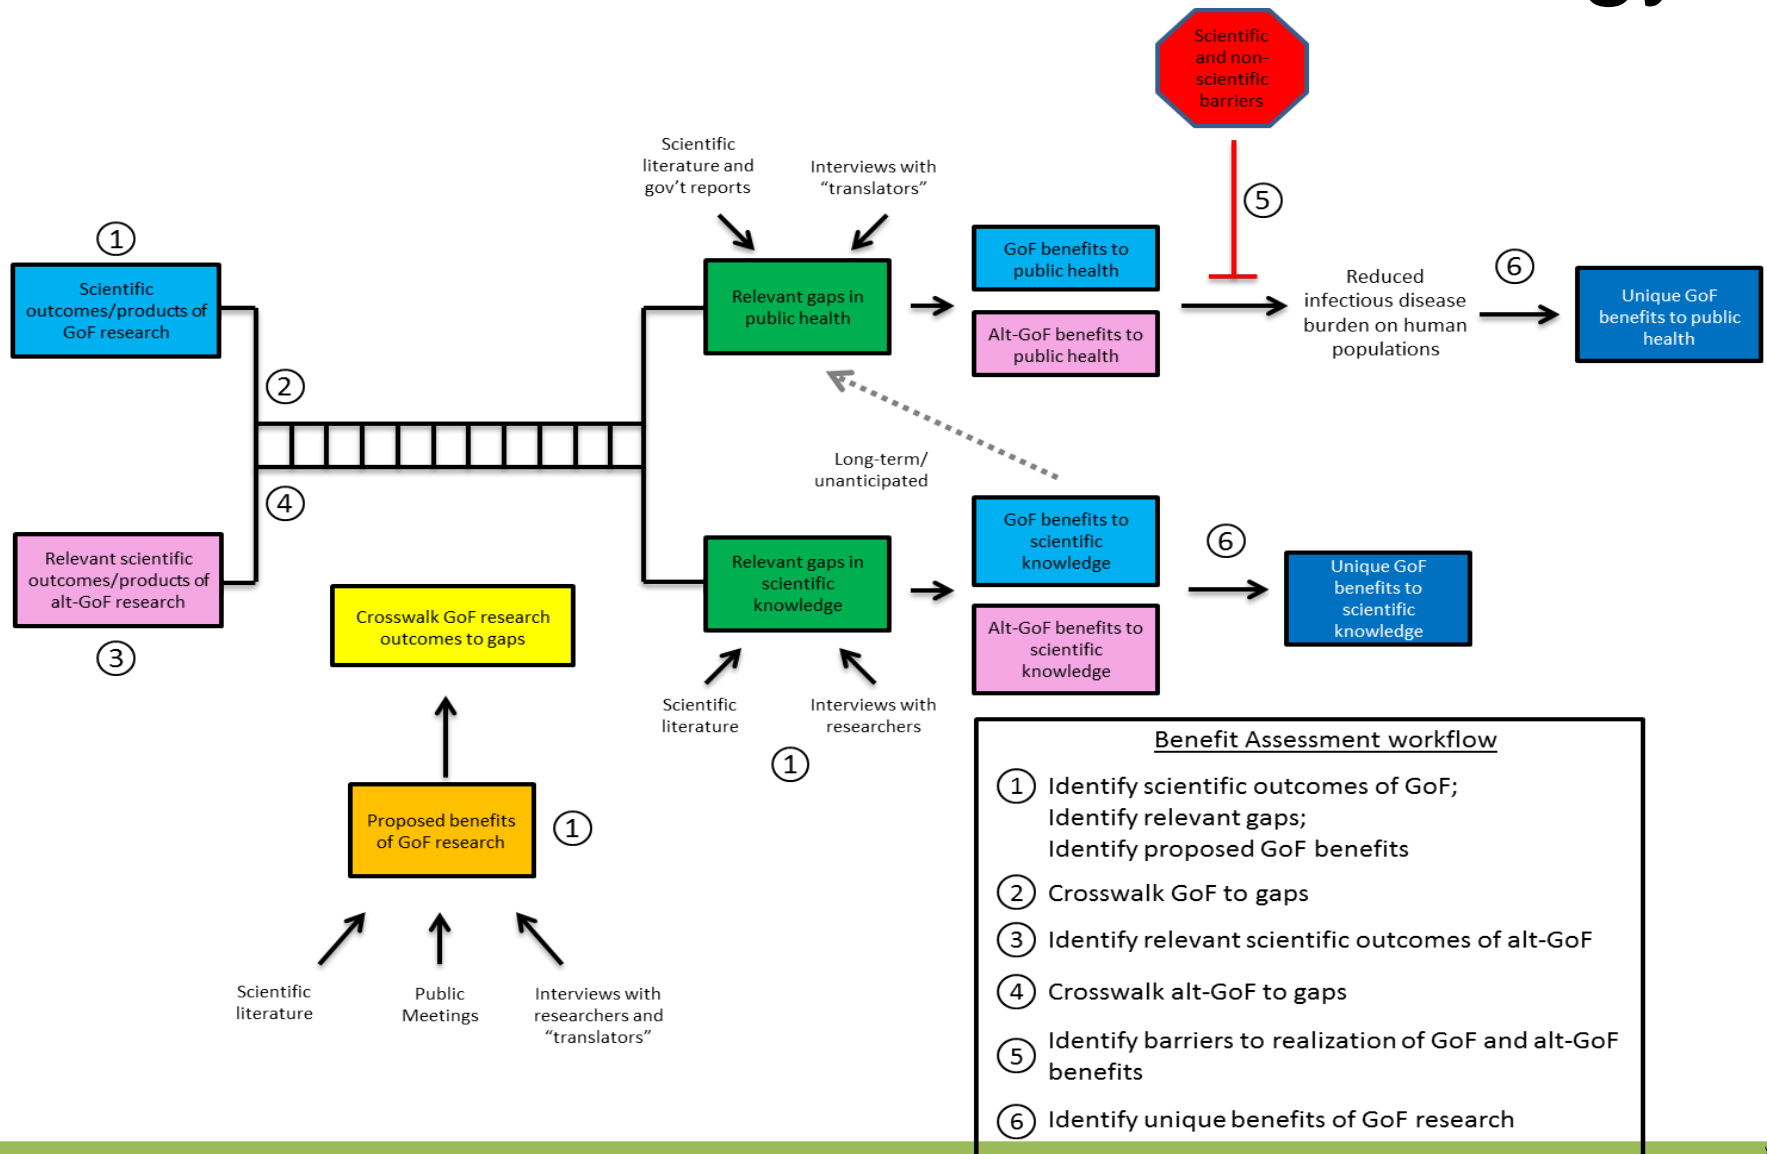 Scientific
and non-
scientific
barriers
Scientific
literature and
gov't reports
Interviews with
“translators”
5
1
Scientific
outcomes/products of
GoF research
2
Relevant gaps in
public health
GoF benefits to
public health
Alt-GoF benefits to
public health
Reduced
infectious disease
burden on human
populations
6
Unique GoF
benefits to public
health
Long-term/
unanticipated
4
Relevant scientific
outcomes/products of
alt-GoF research
3
Crosswalk GoF research
outcomes to gaps
Relevant gaps in
scientific
knowledge
GoF benefits to
scientific
knowledge
Alt-GoF benefits to
scientific
knowledge
6
Unique GoF
benefits to
scientific
knowledge
Scientific
literature
Interviews with
researchers
1
Proposed benefits
of GoF research
1
Scientific
literature
Public
Meetings
Interviews with
researchers and
“translators”
Benefit Assessment workflow
1 Identify scientific outcomes of GoF;
Identify relevant gaps;
Identify proposed GoF benefits
2 Crosswalk GoF to gaps
3 Identify relevant scientific outcomes of alt-GoF
4 Crosswalk alt-GoF to gaps
5 Identify barriers to realization of GoF and alt-GoF
benefits
6 Identify unique benefits of GoF research